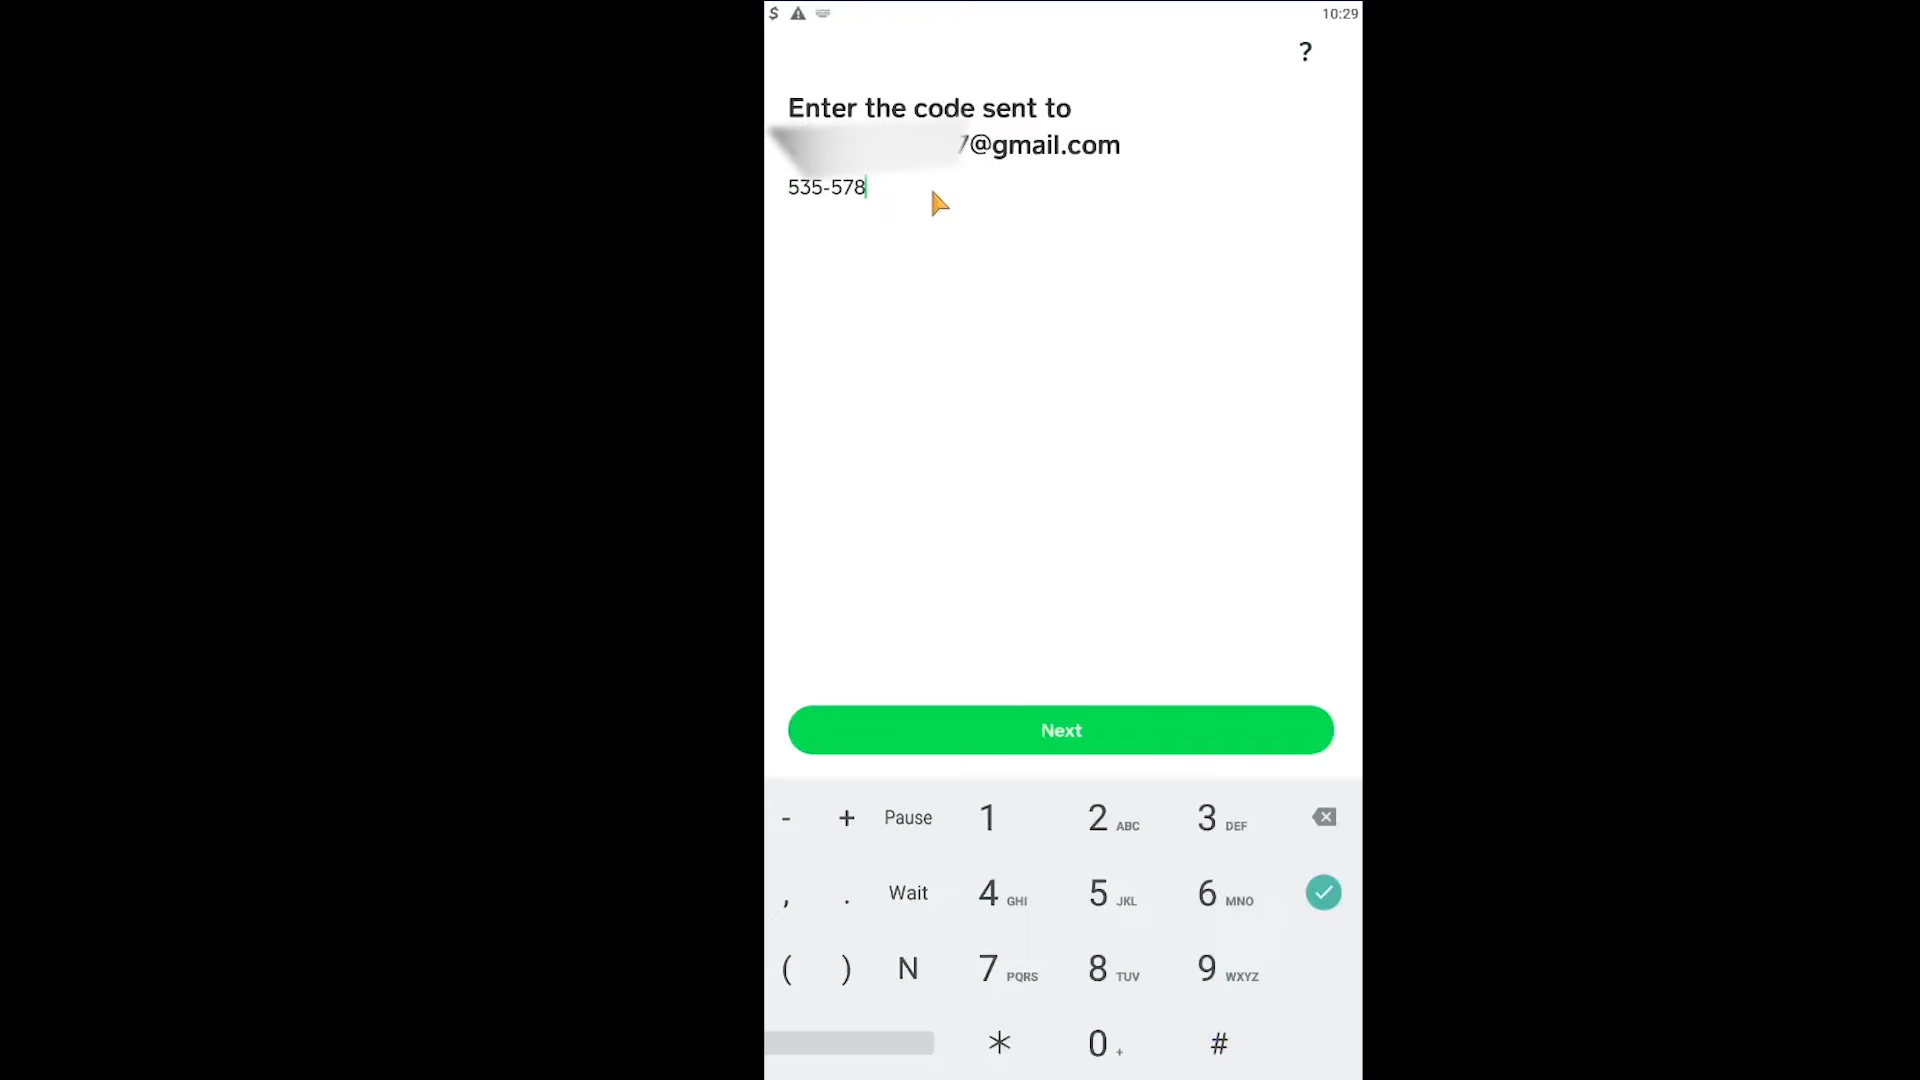 $ 10:29
?
Enter the code sent to
7@gmail.com
535-578
Next
- + Pause 1 2 ABC 3 DEF
, . Wait 4 GHI 5 JKL 6 MNO
( ) N 7 PQRS 8 TUV 9 WXYZ
* 0 + #